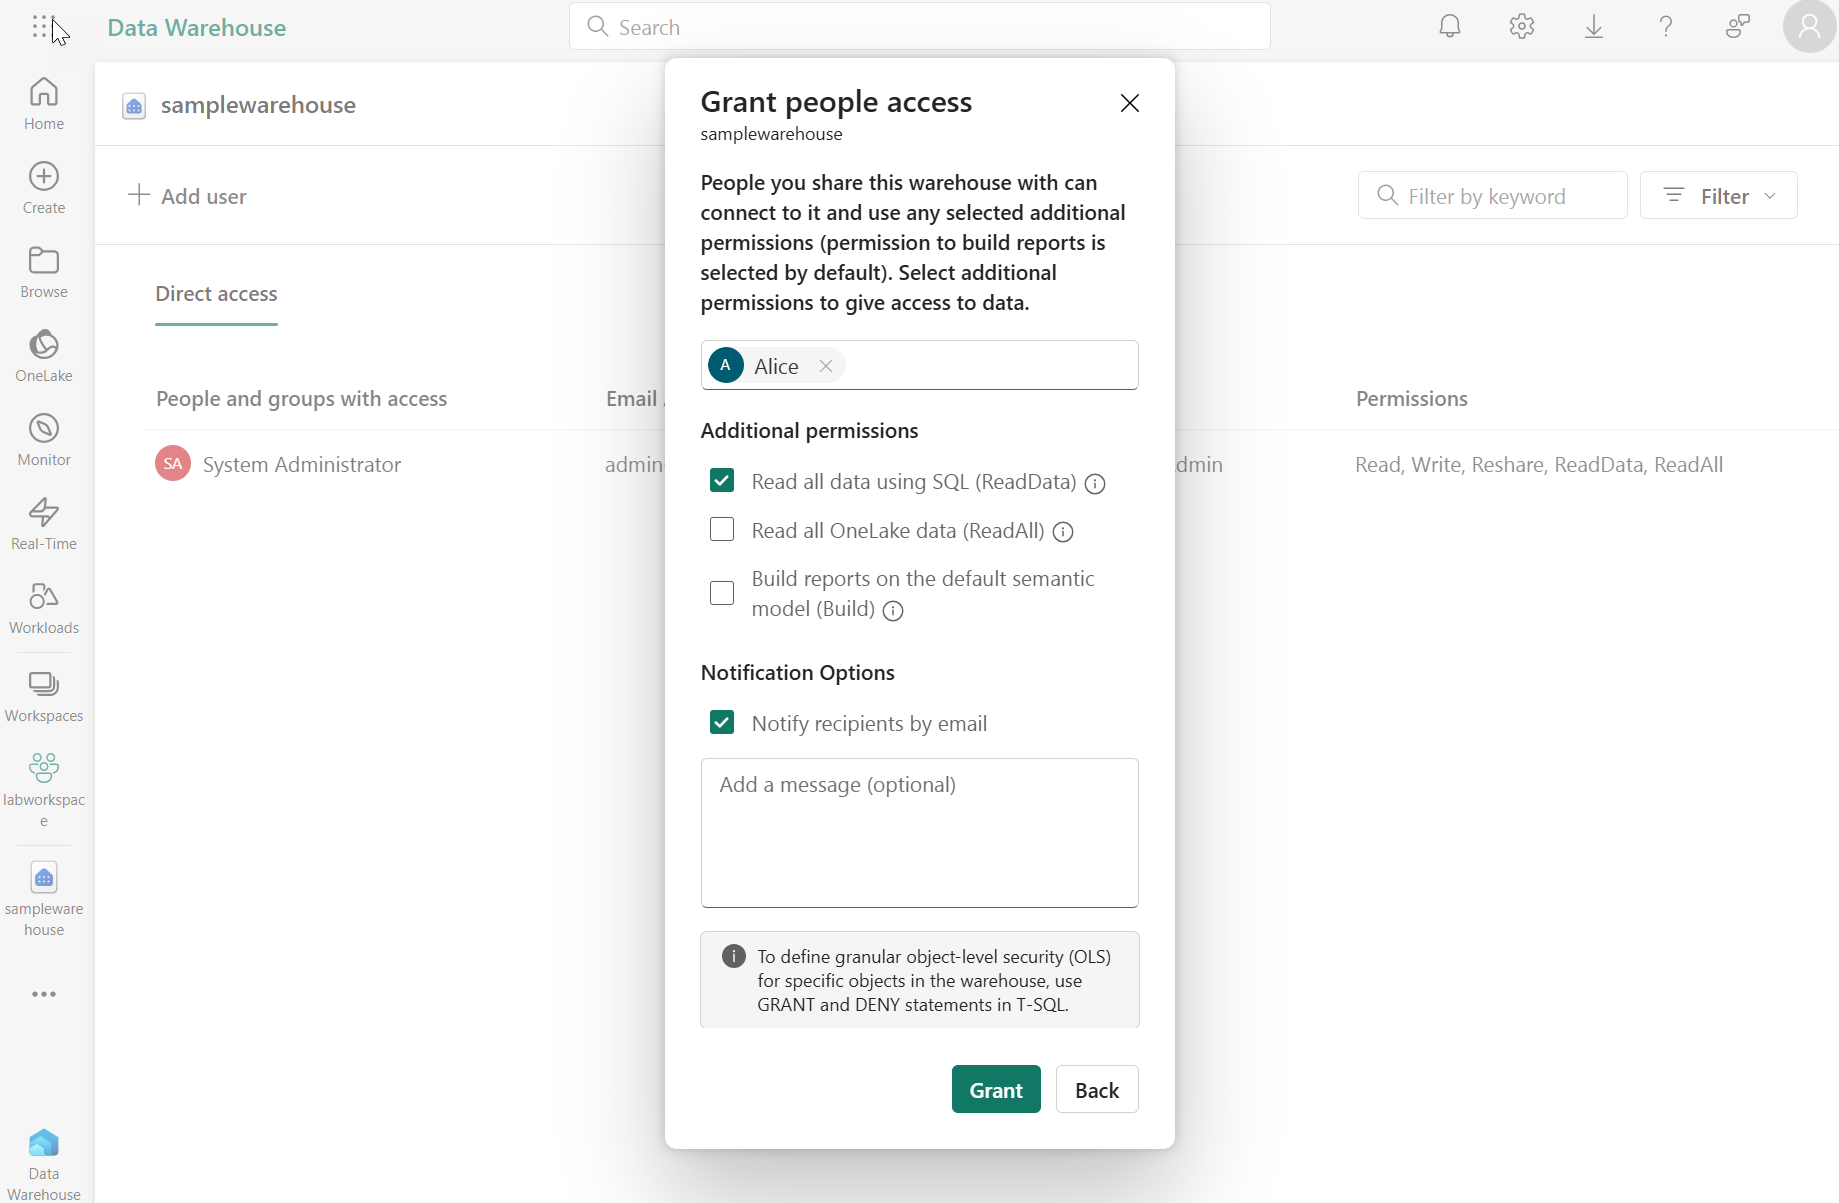 Data Warehouse
Search
Home
Create
Browse
OneLake
Monitor
Real-Time
Workloads
Workspaces
labworkspac
e
sampleware
house
Data
Warehouse
samplewarehouse
Add user
Filter by keyword
Filter
Direct access
People and groups with access
Email
Permissions
SA
System Administrator
admin
dmin
Read, Write, Reshare, ReadData, ReadAll
Grant people access
samplewarehouse
People you share this warehouse with can
connect to it and use any selected additional
permissions (permission to build reports is
selected by default). Select additional
permissions to give access to data.
A
Alice
Additional permissions
Read all data using SQL (ReadData)
Read all OneLake data (ReadAll)
Build reports on the default semantic
model (Build)
Notification Options
Notify recipients by email
Add a message (optional)
To define granular object-level security (OLS)
for specific objects in the warehouse, use
GRANT and DENY statements in T-SQL.
Grant
Back